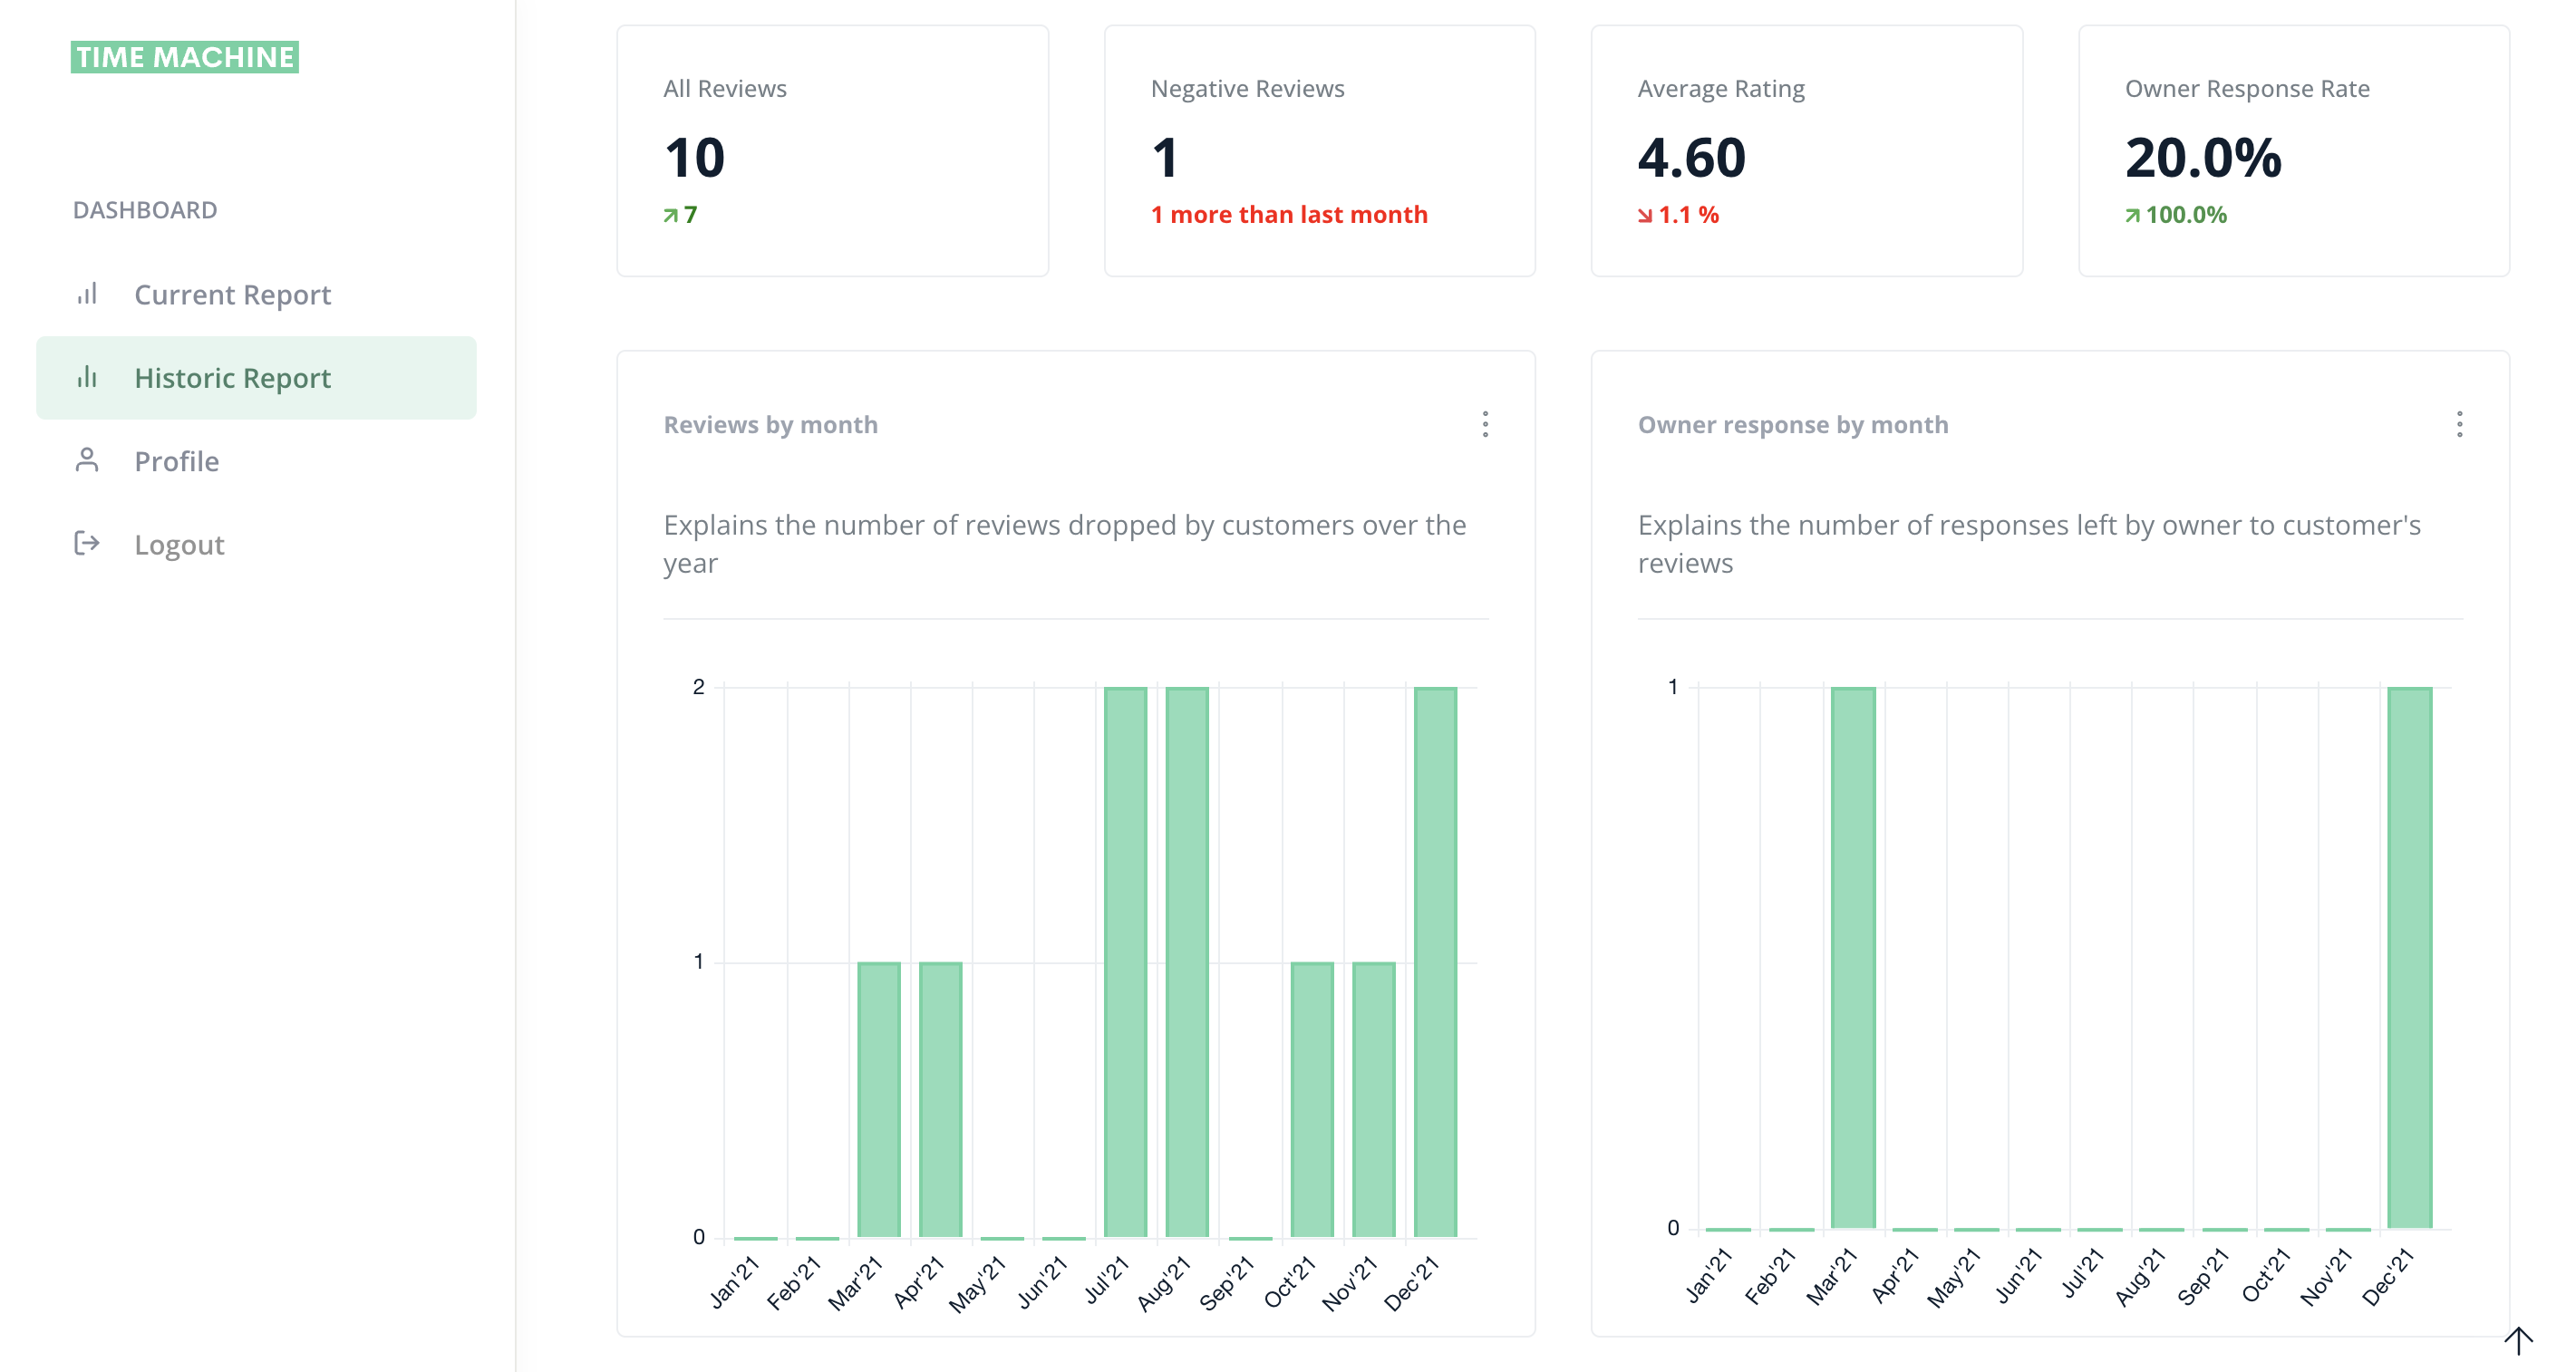 TIME MACHINE
DASHBOARD
Current Report
Historic Report
Profile
Logout
All Reviews
10
7
Negative Reviews
1
1 more than last month
Average Rating
4.60
1.1 %
Owner Response Rate
20.0%
100.0%
Reviews by month
Explains the number of reviews dropped by customers over the
year
2
1
0
Jan'21 Feb'21 Mar'21 Apr'21 May'21 Jun'21 Jul'21 Aug'21 Sep'21 Oct'21 Nov'21 Dec'21
Owner response by month
Explains the number of responses left by owner to customer's
reviews
1
0
Jan'21 Feb'21 Mar'21 Apr'21 May'21 Jun'21 Jul'21 Aug'21 Sep'21 Oct'21 Nov'21 Dec'21